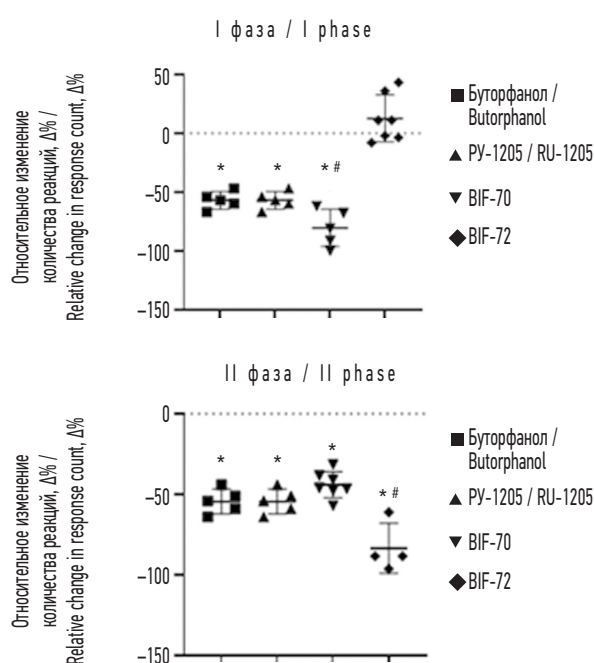 I фаза / I phase
Относительное изменение
количества реакций, Δ% /
Relative change in response count, Δ%
50
0
−50
−100
−150
*
*
* #
■ Буторфанол /
Butorphanol
▲ РУ-1205 / RU-1205
▼ BIF-70
◆ BIF-72
II фаза / II phase
Относительное изменение
количества реакций, Δ% /
Relative change in response count, Δ%
0
−50
−100
−150
*
*
*
* #
■ Буторфанол /
Butorphanol
▲ РУ-1205 / RU-1205
▼ BIF-70
◆ BIF-72